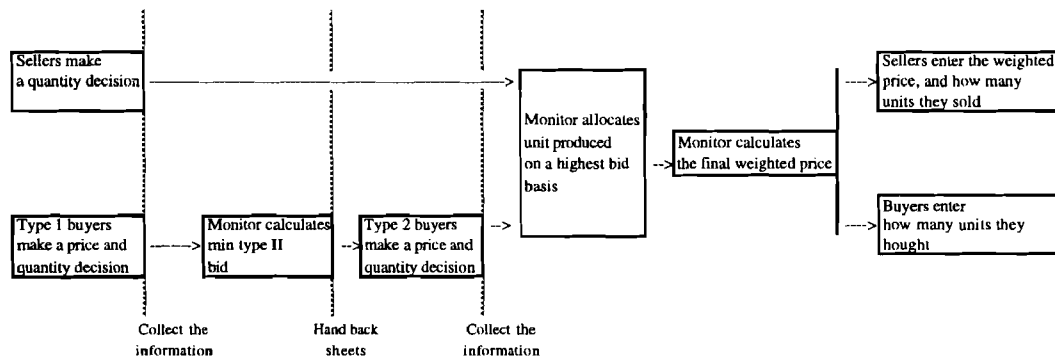 Sellers make
a quantity decision
Type 1 buyers
make a price and
quantity decision
Monitor calculates
min type II
bid
Type 2 buyers
make a price and
quantity decision
Monitor allocates
unit produced
on a highest bid
basis
Monitor calculates
the final weighted price
Sellers enter the weighted
price, and how many
units they sold
Buyers enter
how many units they
hought
Collect the
information
Hand back
sheets
Collect the
information